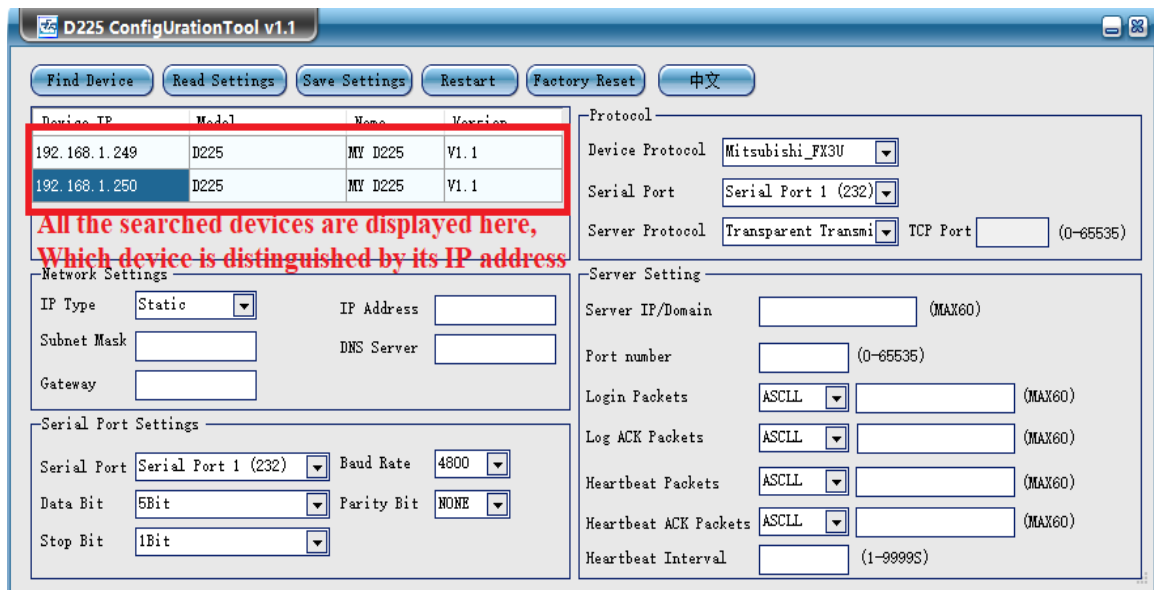 D225 ConfigUrationTool v1.1
Find Device Read Settings Save Settings Restart Factory Reset 中文
Device IP Model Name Version
192.168.1.249 D225 MY D225 V1.1
192.168.1.250 D225 MY D225 V1.1
All the searched devices are displayed here,
Which device is distinguished by its IP address
Protocol
Device Protocol Mitsubishi_FX3U
Serial Port Serial Port 1 (232)
Server Protocol Transparent Transmi TCP Port (0-65535)
Network Settings
IP Type Static IP Address
Subnet Mask DNS Server
Gateway
Serial Port Settings
Serial Port Serial Port 1 (232) Baud Rate 4800
Data Bit 5Bit Parity Bit NONE
Stop Bit 1Bit
Server Setting
Server IP/Domain (MAX60)
Port number (0-65535)
Login Packets ASCLL (MAX60)
Log ACK Packets ASCLL (MAX60)
Heartbeat Packets ASCLL (MAX60)
Heartbeat ACK Packets ASCLL (MAX60)
Heartbeat Interval (1-9999S)